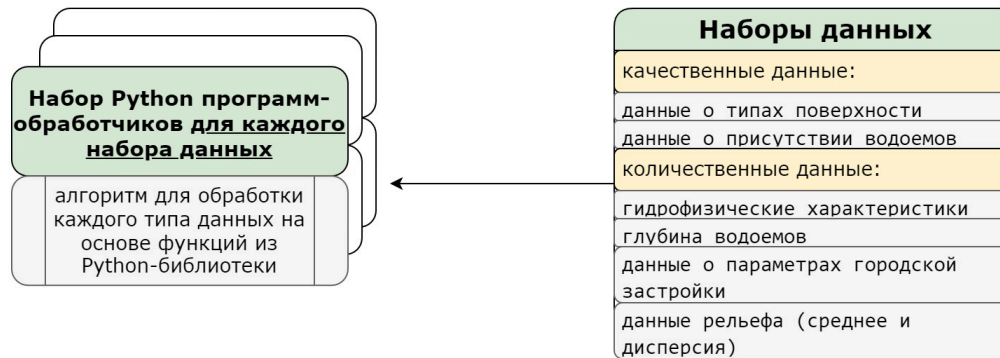 Набор Python программ-
обработчиков для каждого
набора данных
алгоритм для обработки
каждого типа данных на
основе функций из
Python-библиотеки
Наборы данных
качественные данные:
данные о типах поверхности
данные о присутствии водоемов
количественные данные:
гидрофизические характеристики
глубина водоемов
данные о параметрах городской
застройки
данные рельефа (среднее и
дисперсия)